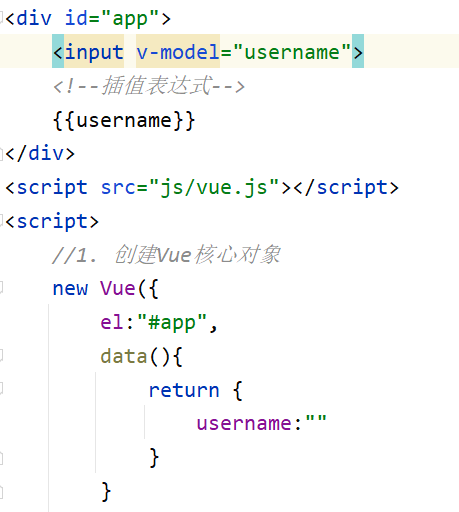 <div id="app">
<input v-model="username">
<!--插值表达式-->
{{username}}
</div>
<script src="js/vue.js"></script>
<script>
//1. 创建Vue核心对象
new Vue({
el:"#app",
data(){
return {
username:""
}
}